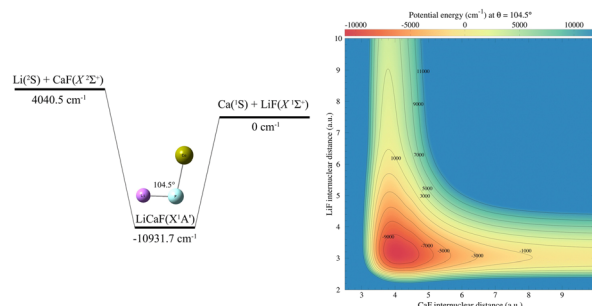 Li(²S) + CaF(X ²Σ⁺)
4040.5 cm⁻¹
Ca(¹S) + LiF(X ¹Σ⁺)
0 cm⁻¹
104.5°
LiCaF(X¹A')
-10931.7 cm⁻¹
Potential energy (cm⁻¹) at θ = 104.5°
-10000 -5000 0 5000 10000
LiF internuclear distance (a.u.)
10
9
8
7
6
5
4
3
2
11000
9000
7000
1000
5000
3000
-9000
-7000
-5000
-3000
-1000
3 4 5 6 7 8 9
CaF internuclear distance (a.u.)